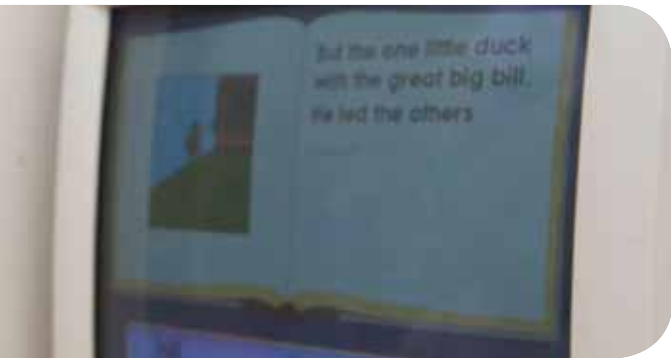 But the one little duck
with the great big bill,
He led the others